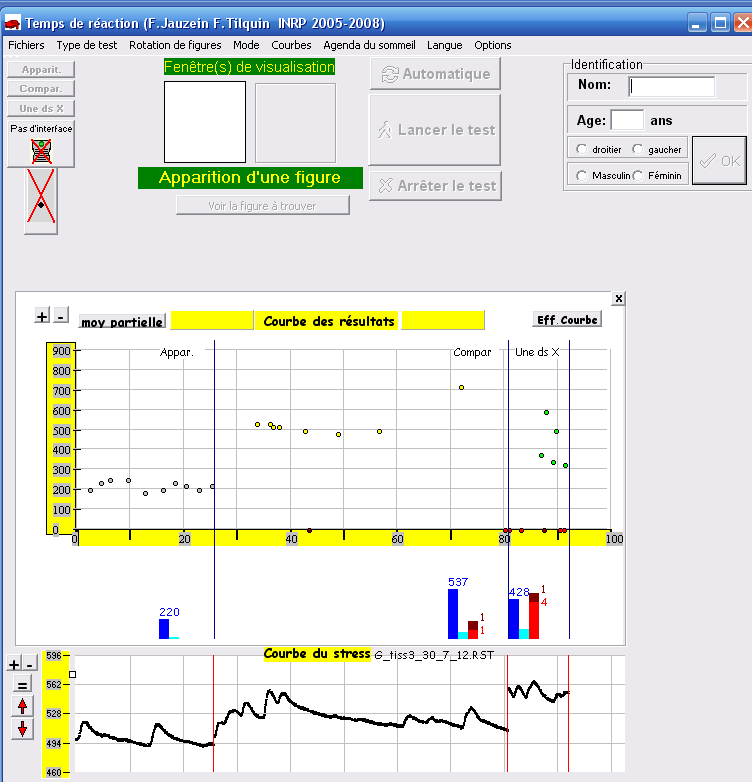 Temps de réaction (F.Jauzein F.Tilquin INRP 2005-2008)
Fichiers Type de test Rotation de figures Mode Courbes Agenda du sommeil Langue Options
Apparit.
Compar.
Une ds X
Pas d'interface
Fenêtre(s) de visualisation
Apparition d'une figure
Voir la figure à trouver
Automatique
Lancer le test
Arrêter le test
Identification
Nom:
Age: ans
droitier gaucher
Masculin Féminin
OK
x
+ - moy partielle Courbe des résultats Eff.Courbe
Appar. Compar Une ds X
900
800
700
600
500
400
300
200
100
0
0 20 40 60 80 100
220
537
1
1
428
1
4
Courbe du stress G_tiss3_30_7_12.RST
+ -
=
596
562
528
494
460